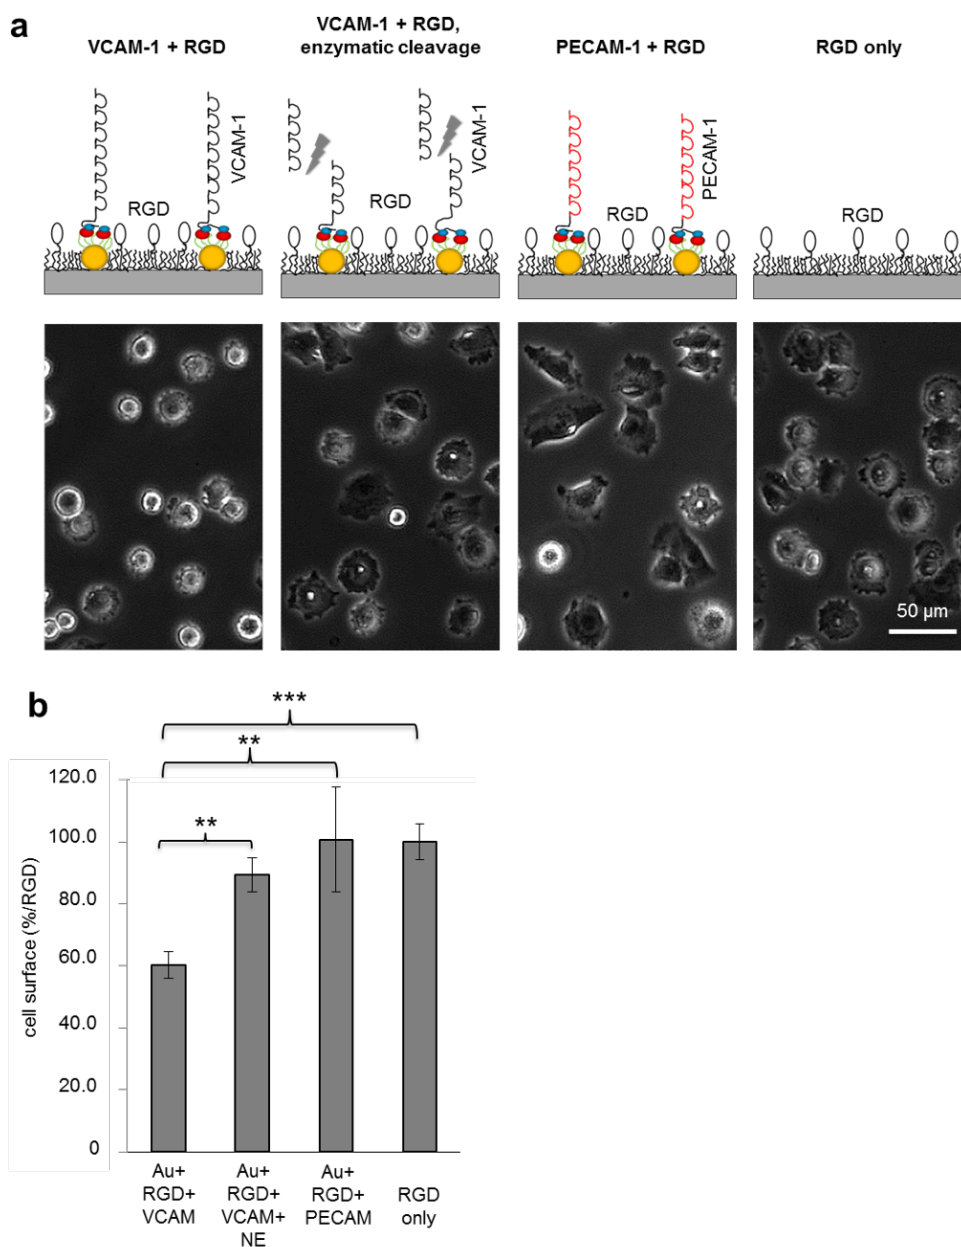 a
VCAM-1 + RGD
VCAM-1 + RGD,
enzymatic cleavage
PECAM-1 + RGD
RGD only
VCAM-1
RGD
VCAM-1
RGD
PECAM-1
RGD
RGD
50 µm
b
***
**
**
120.0
100.0
80.0
60.0
40.0
20.0
0
cell surface (%/RGD)
Au+
RGD+
VCAM
Au+
RGD+
VCAM+
NE
Au+
RGD+
PECAM
RGD
only